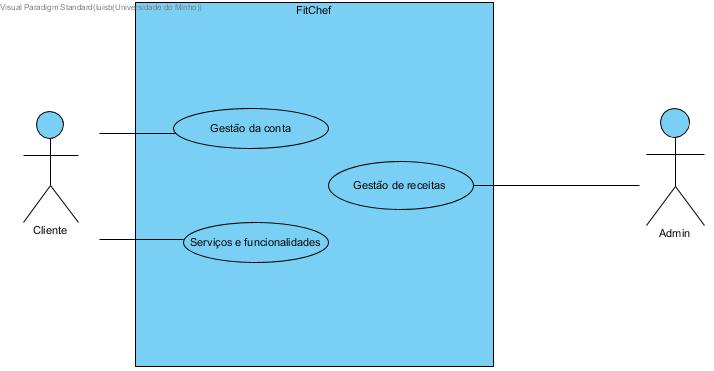 Visual Paradigm Standard(luisb(Universidade do Minho))
FitChef
Gestão da conta
Gestão de receitas
Cliente
Admin
Serviços e funcionalidades